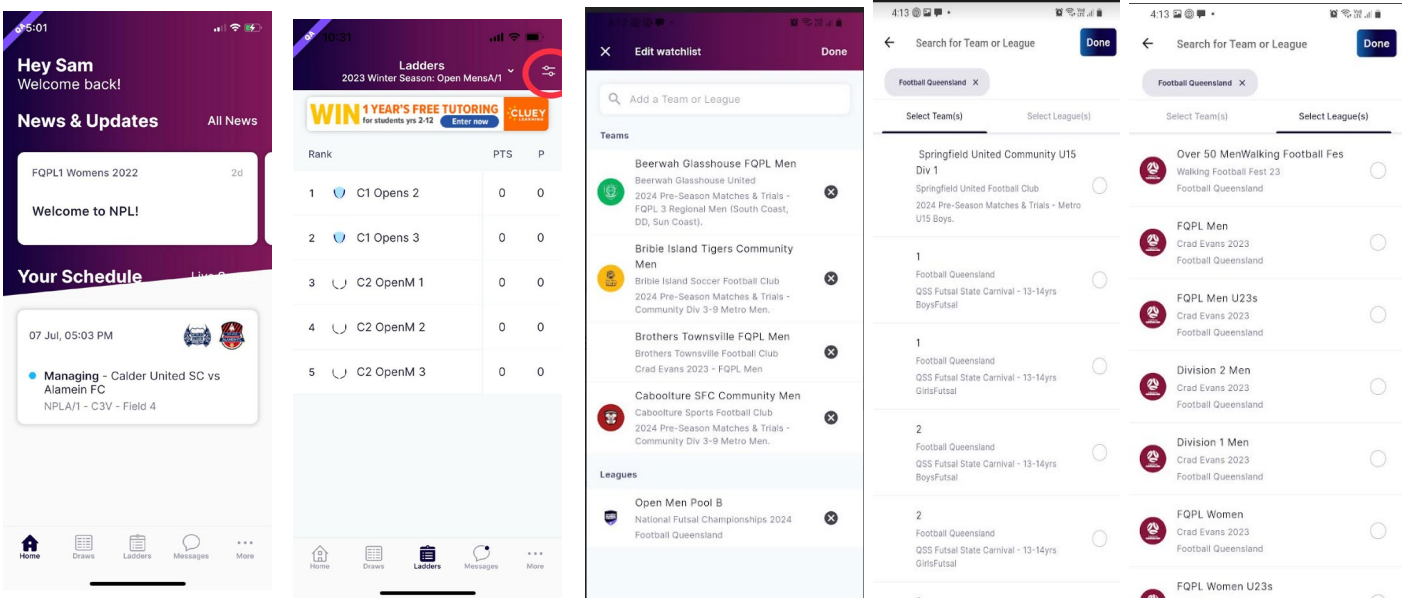 QA 5:01
Hey Sam
Welcome back!
News & Updates All News
FQPL1 Womens 2022 2d
Welcome to NPL!
Your Schedule
07 Jul, 05:03 PM
Managing - Calder United SC vs
Alamein FC
NPLA/1 - C3V - Field 4
Home Draws Ladders Messages More
QA 10:31
Ladders
2023 Winter Season: Open MensA/1
WIN 1 YEAR'S FREE TUTORING
for students yrs 2-12 Enter now
CLUEY
LEARNING
Rank PTS P
1 C1 Opens 2 0 0
2 C1 Opens 3 0 0
3 C2 OpenM 1 0 0
4 C2 OpenM 2 0 0
5 C2 OpenM 3 0 0
Home Draws Ladders Messages More
4:13
Edit watchlist Done
Add a Team or League
Teams
Beerwah Glasshouse FQPL Men
Beerwah Glasshouse United
2024 Pre-Season Matches & Trials -
FQPL 3 Regional Men (South Coast,
DD, Sun Coast).
Bribie Island Tigers Community
Men
Bribie Island Soccer Football Club
2024 Pre-Season Matches & Trials -
Community Div 3-9 Metro Men.
Brothers Townsville FQPL Men
Brothers Townsville Football Club
Crad Evans 2023 - FQPL Men
Caboolture SFC Community Men
Caboolture Sports Football Club
2024 Pre-Season Matches & Trials -
Community Div 3-9 Metro Men.
Leagues
Open Men Pool B
National Futsal Championships 2024
Football Queensland
4:13
Search for Team or League Done
Football Queensland X
Select Team(s) Select League(s)
Springfield United Community U15
Div 1
Springfield United Football Club
2024 Pre-Season Matches & Trials - Metro
U15 Boys.
1
Football Queensland
QSS Futsal State Carnival - 13-14yrs
BoysFutsal
1
Football Queensland
QSS Futsal State Carnival - 13-14yrs
GirlsFutsal
2
Football Queensland
QSS Futsal State Carnival - 13-14yrs
BoysFutsal
2
Football Queensland
QSS Futsal State Carnival - 13-14yrs
GirlsFutsal
4:13
Search for Team or League Done
Football Queensland X
Select Team(s) Select League(s)
Over 50 MenWalking Football Fes
Walking Football Fest 23
Football Queensland
FQPL Men
Crad Evans 2023
Football Queensland
FQPL Men U23s
Crad Evans 2023
Football Queensland
Division 2 Men
Crad Evans 2023
Football Queensland
Division 1 Men
Crad Evans 2023
Football Queensland
FQPL Women
Crad Evans 2023
Football Queensland
FQPL Women U23s